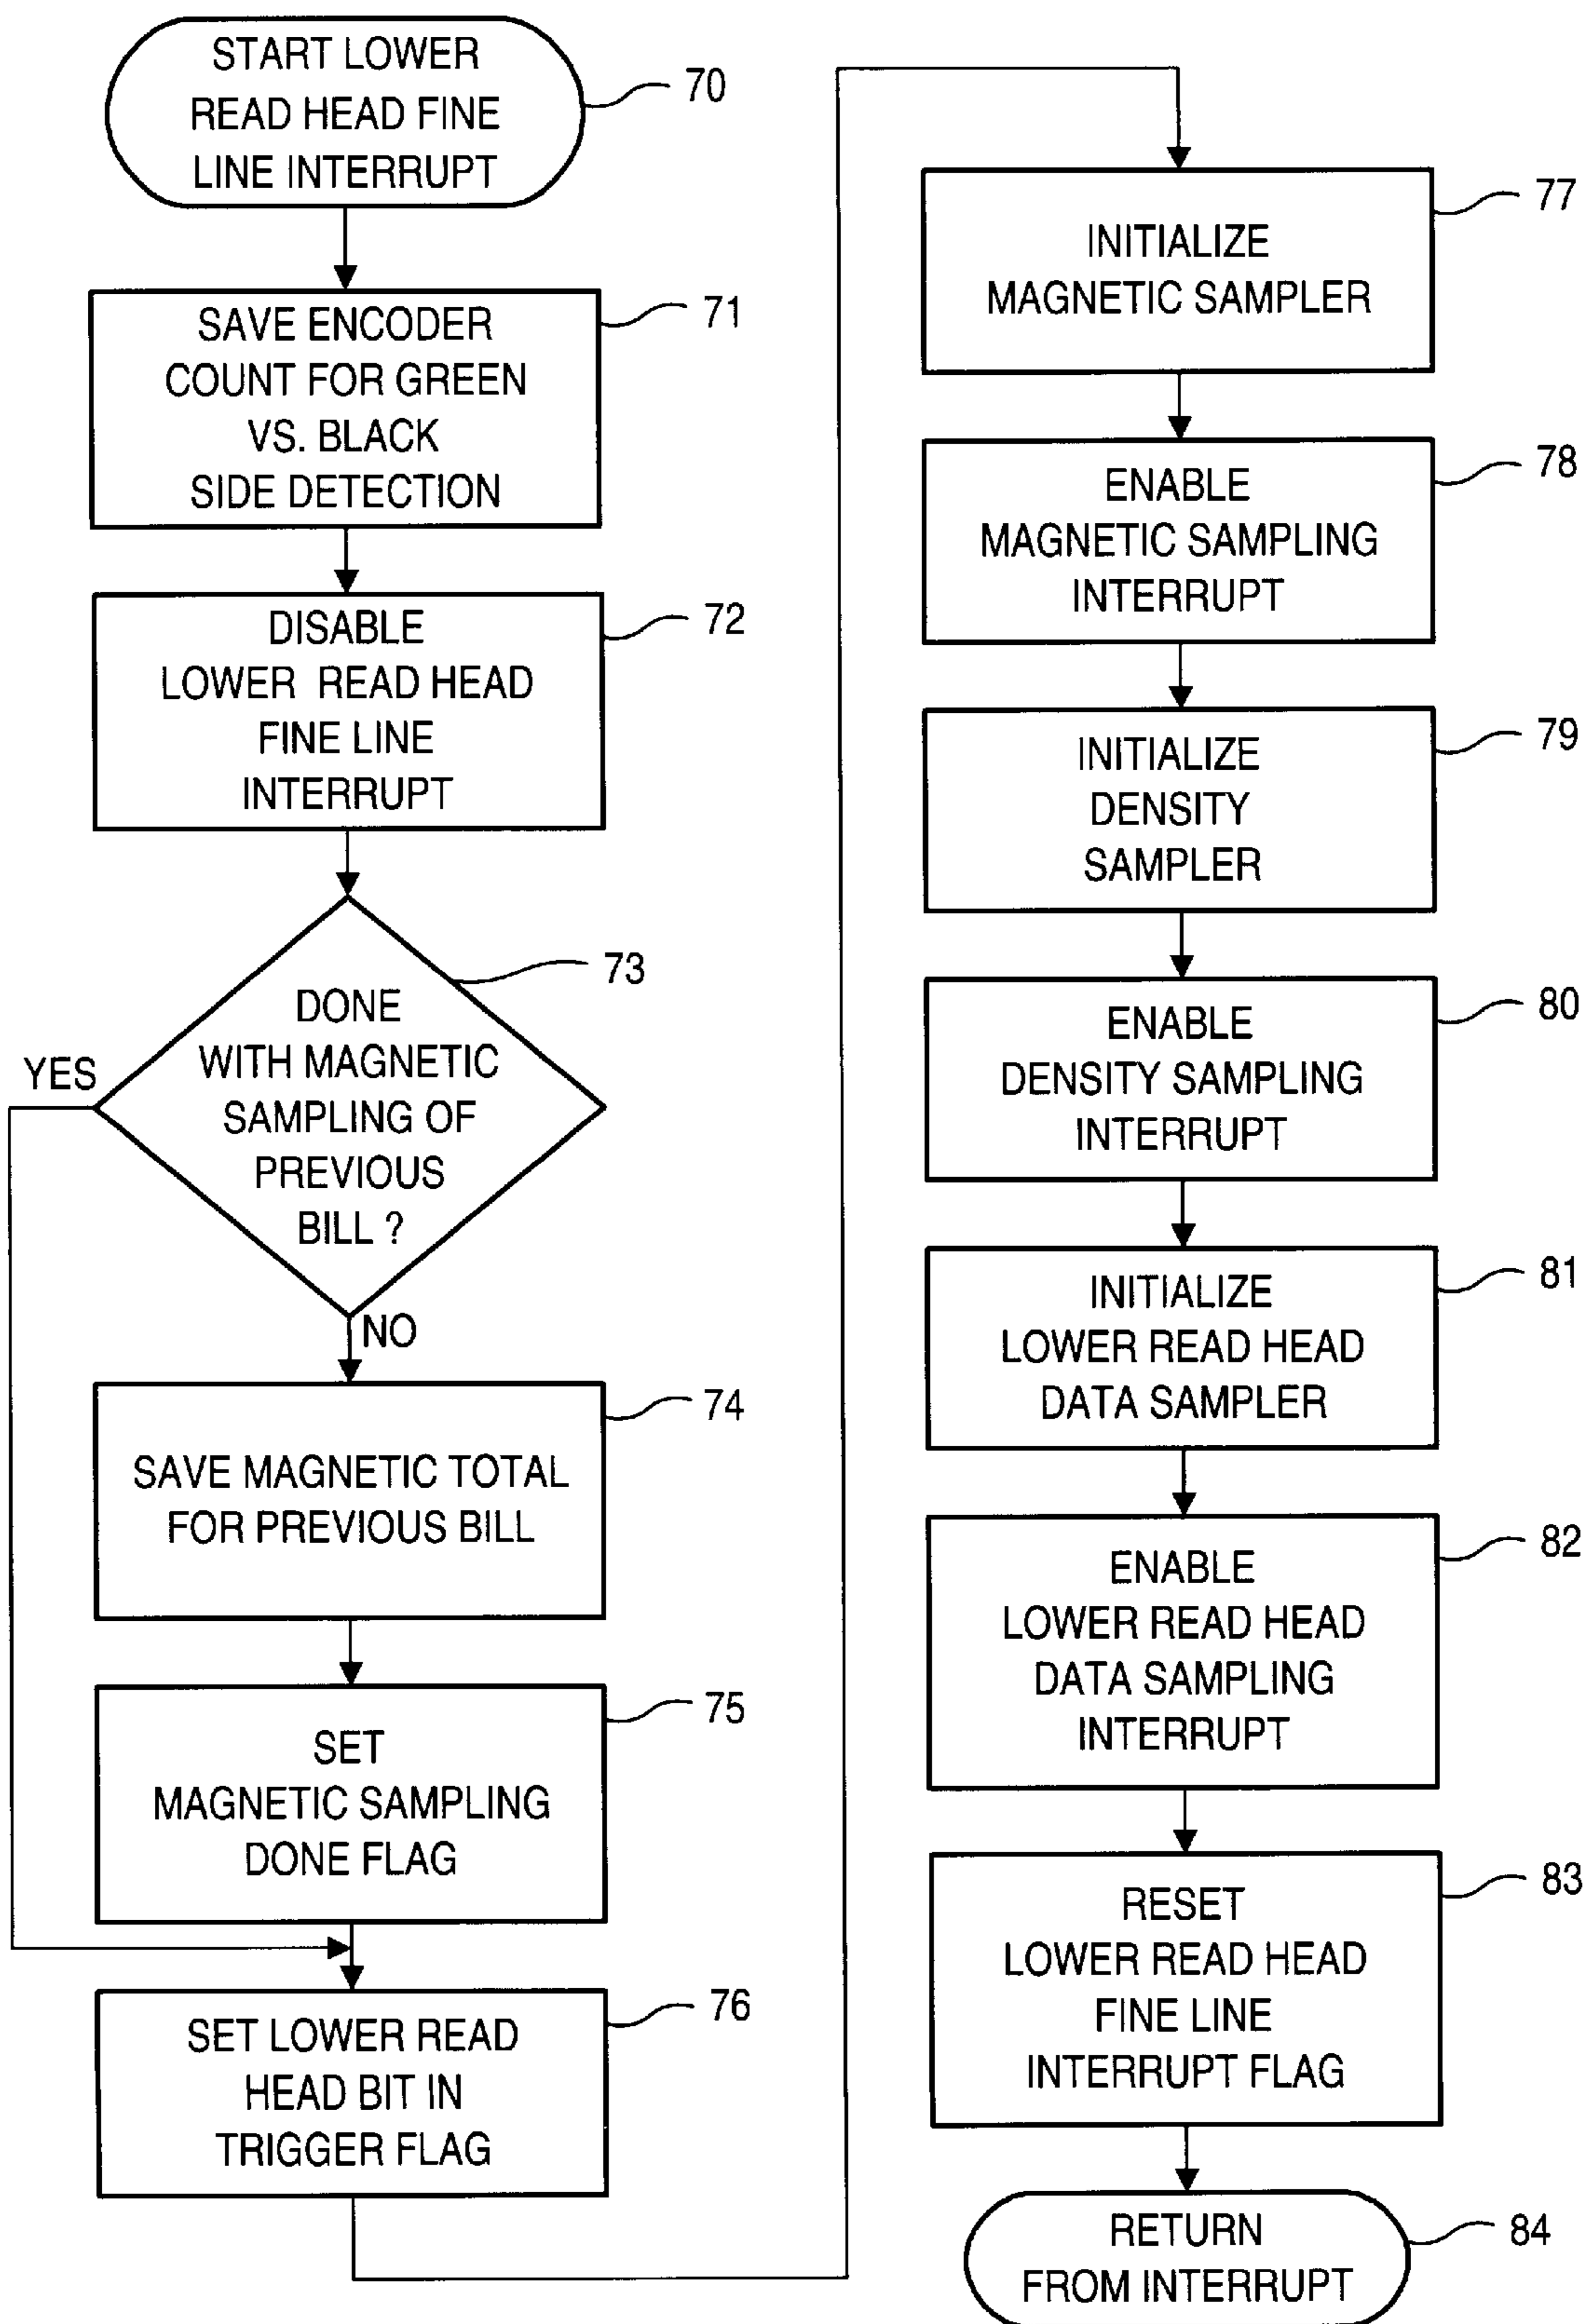 START LOWER
READ HEAD FINE
LINE INTERRUPT
70
SAVE ENCODER
COUNT FOR GREEN
VS. BLACK
SIDE DETECTION
71
DISABLE
LOWER READ HEAD
FINE LINE
INTERRUPT
72
DONE
WITH MAGNETIC
SAMPLING OF
PREVIOUS
BILL ?
73
YES
NO
SAVE MAGNETIC TOTAL
FOR PREVIOUS BILL
74
SET
MAGNETIC SAMPLING
DONE FLAG
75
SET LOWER READ
HEAD BIT IN
TRIGGER FLAG
76
INITIALIZE
MAGNETIC SAMPLER
77
ENABLE
MAGNETIC SAMPLING
INTERRUPT
78
INITIALIZE
DENSITY
SAMPLER
79
ENABLE
DENSITY SAMPLING
INTERRUPT
80
INITIALIZE
LOWER READ HEAD
DATA SAMPLER
81
ENABLE
LOWER READ HEAD
DATA SAMPLING
INTERRUPT
82
RESET
LOWER READ HEAD
FINE LINE
INTERRUPT FLAG
83
RETURN
FROM INTERRUPT
84